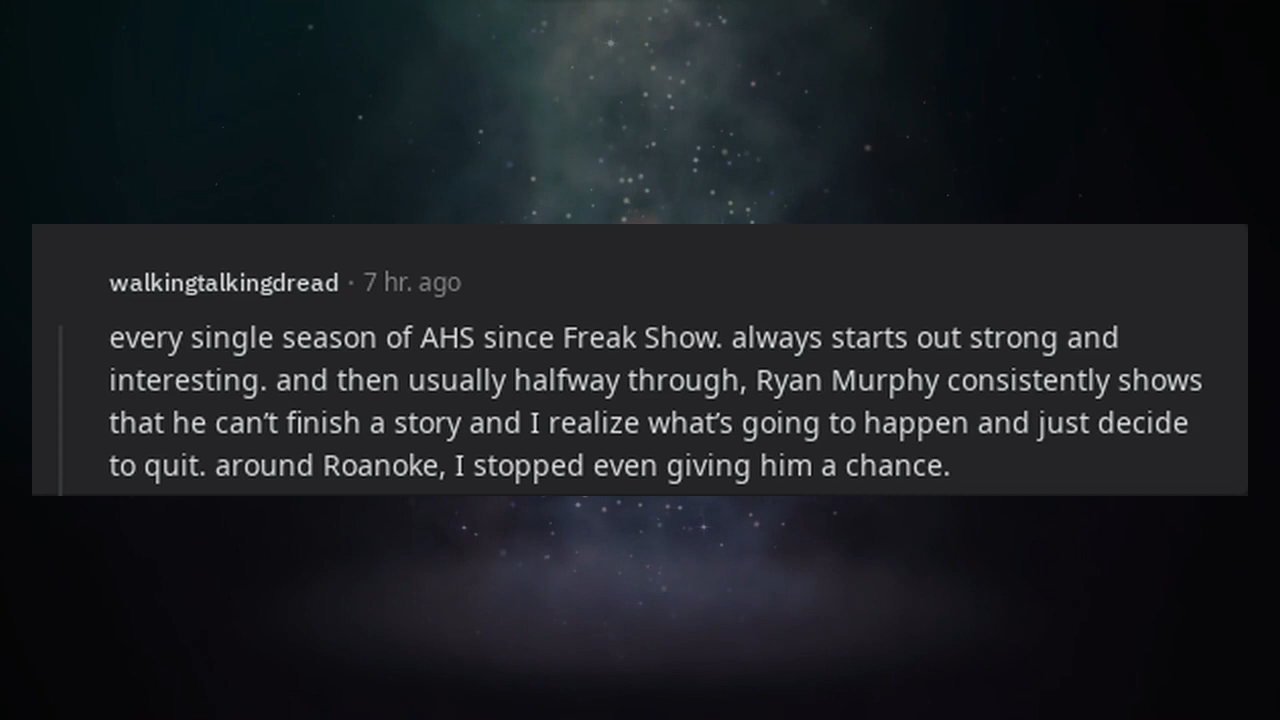 walkingtalkingdread · 7 hr. ago
every single season of AHS since Freak Show. always starts out strong and
interesting. and then usually halfway through, Ryan Murphy consistently shows
that he can’t finish a story and I realize what’s going to happen and just decide
to quit. around Roanoke, I stopped even giving him a chance.